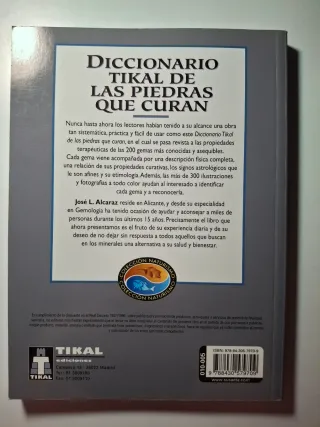 DICCIONARIO
TIKAL DE
LAS PIEDRAS
QUE CURAN
Nunca hasta ahora los lectores habían tenido a su alcance una obra
tan sistemática, práctica y fácil de usar como este Diccionario Tikal
de las piedras que curan, en el cual se pasa revista a las propiedades
terapéuticas de las 200 gemas más conocidas y asequibles.
Cada gema viene acompañada por una descripción física completa,
una relación de sus propiedades curativas, los signos astrológicos que
le son afines y su etimología. Además, las más de 300 ilustraciones
y fotografías a todo color ayudan al interesado a identificar
cada gema y a reconocerla.
José L. Alcaraz, reside en Alicante, y desde su especialidad
en Gemología ha tenido ocasión de ayudar y aconsejar a miles
de personas durante los últimos 15 años. Precisamente el libro que
ahora presentamos es el fruto de su experiencia diaria y de su
deseo de no dejar sin respuesta a todos aquellos que buscan
en los minerales una alternativa a su salud y bienestar.
COLECCIÓN NATURISMO
COLECCIÓN NATURISMO
TIKAL
ediciones
TIKAL
010-005